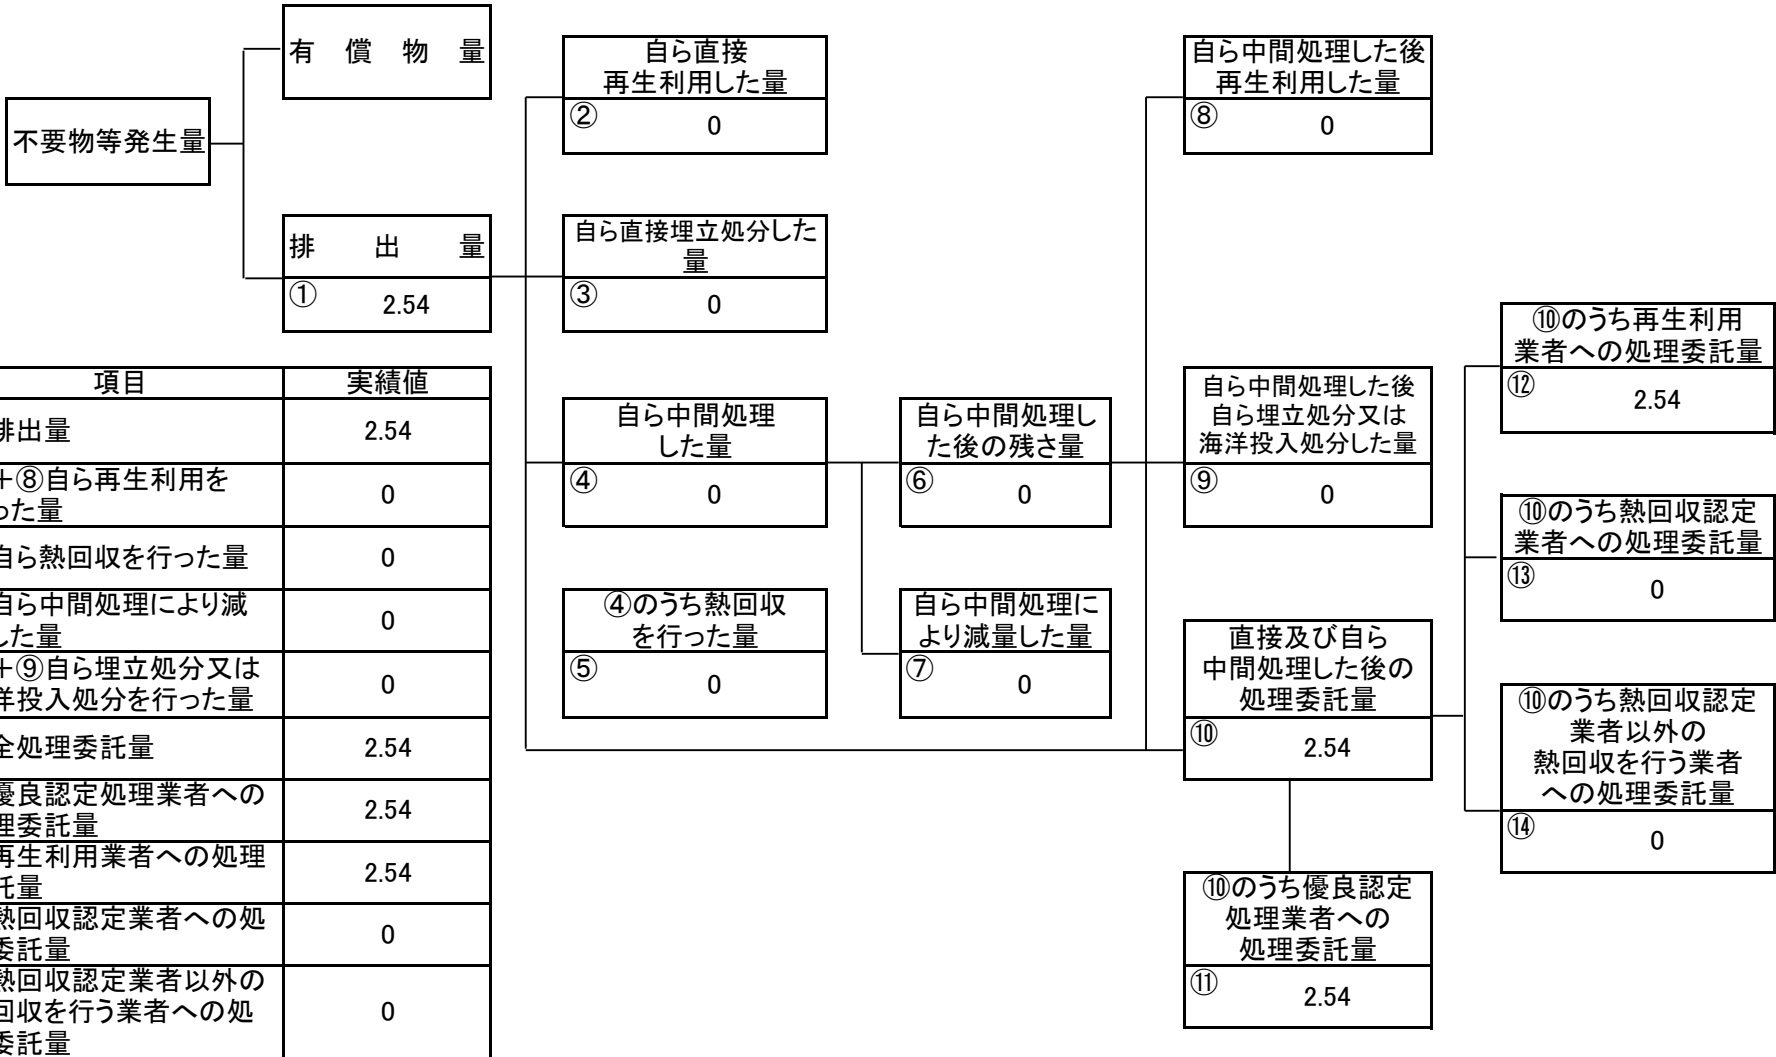 有 償 物 量
不要物等発生量
排 出 量
① 2.54
自ら直接
再生利用した量
② 0
自ら直接埋立処分した
量
③ 0
自ら中間処理
した量
④ 0
④のうち熱回収
を行った量
⑤ 0
自ら中間処理し
た後の残さ量
⑥ 0
自ら中間処理に
より減量した量
⑦ 0
自ら中間処理した後
再生利用した量
⑧ 0
自ら中間処理した後
自ら埋立処分又は
海洋投入処分した量
⑨ 0
直接及び自ら
中間処理した後の
処理委託量
⑩ 2.54
⑩のうち優良認定
処理業者への
処理委託量
⑪ 2.54
⑩のうち再生利用
業者への処理委託量
⑫ 2.54
⑩のうち熱回収認定
業者への処理委託量
⑬ 0
⑩のうち熱回収認定
業者以外の
熱回収を行う業者
への処理委託量
⑭ 0
項目 実績値
排出量 2.54
+⑧自ら再生利用を
った量 0
自ら熱回収を行った量 0
自ら中間処理により減
した量 0
+⑨自ら埋立処分又は
洋投入処分を行った量 0
全処理委託量 2.54
優良認定処理業者への
理委託量 2.54
再生利用業者への処理
託量 2.54
熱回収認定業者への処
委託量 0
熱回収認定業者以外の
回収を行う業者への処
委託量 0